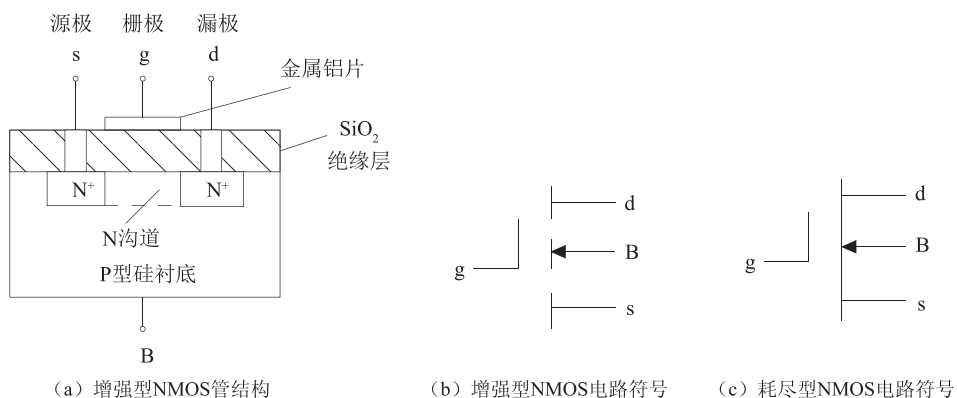 源极 栅极 漏极
s g d
金属铝片
SiO₂
绝缘层
N⁺ N⁺
N沟道
P型硅衬底
B
(a)增强型NMOS管结构
d
B
g
s
(b)增强型NMOS电路符号
d
B
g
s
(c)耗尽型NMOS电路符号